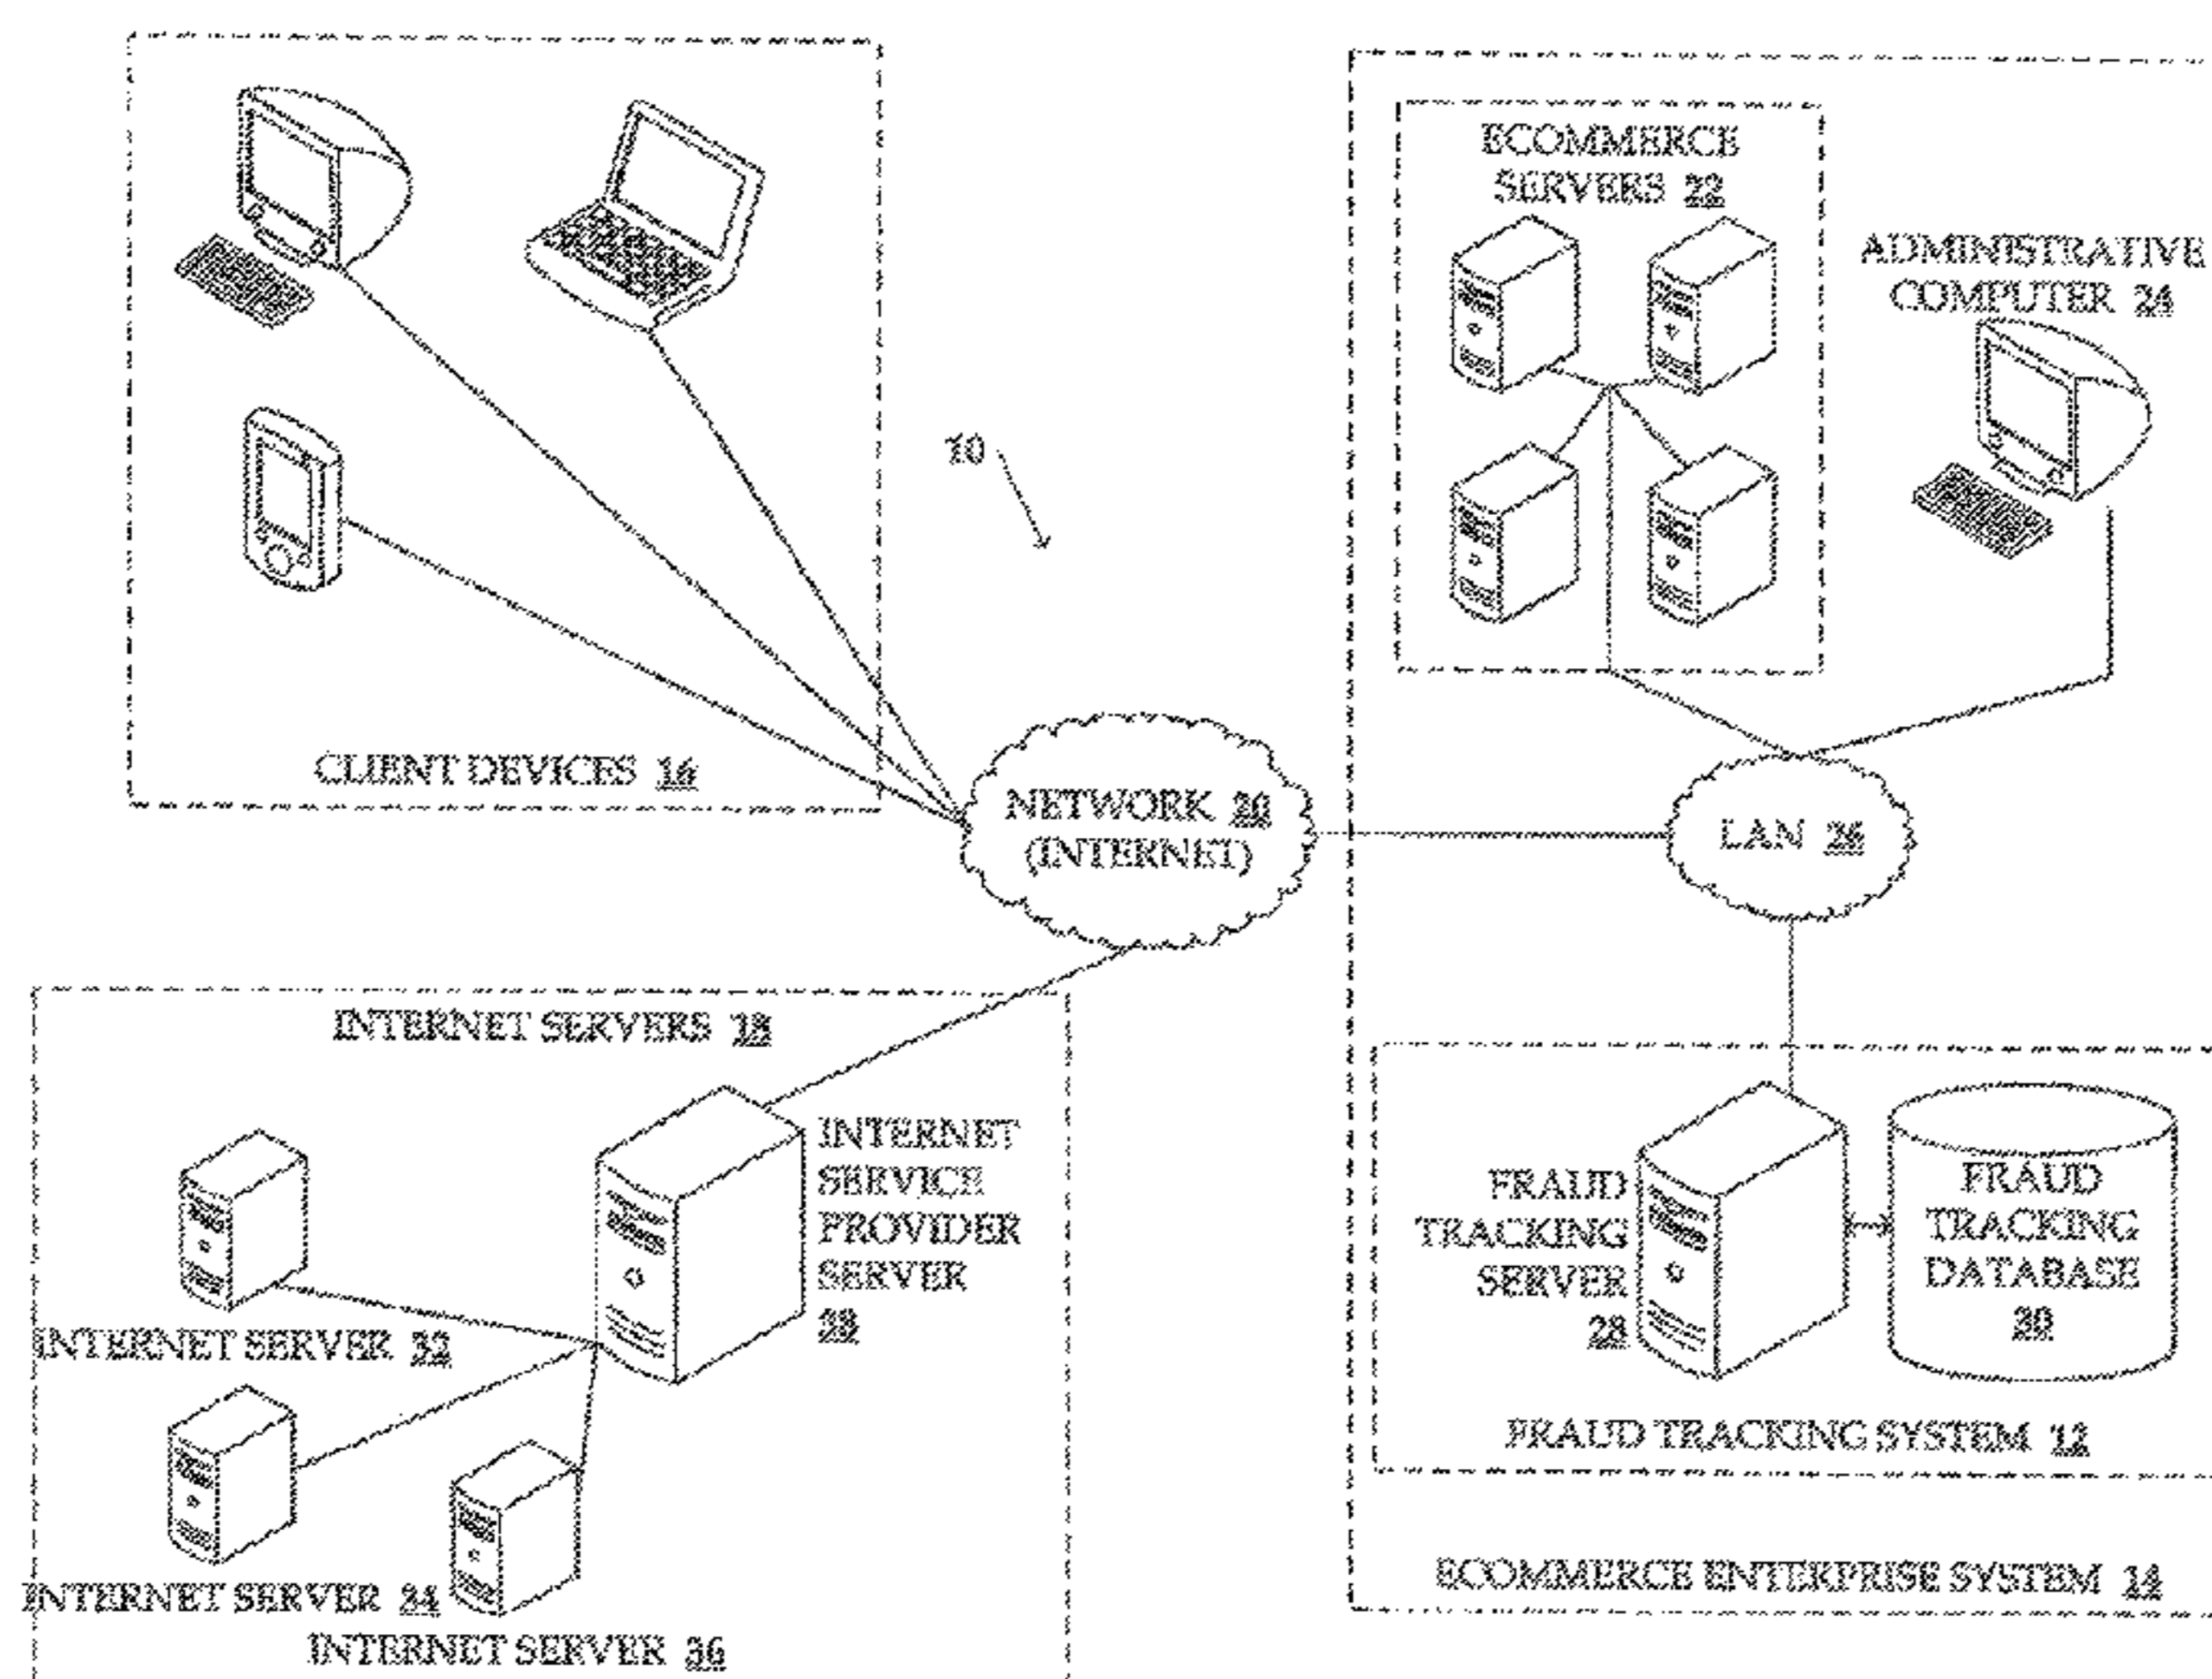 CLIENT DEVICES 16
10
ECOMMERCE
SERVERS 22
ADMINISTRATIVE
COMPUTER 24
NETWORK 20
(INTERNET)
LAN 26
INTERNET SERVERS 18
INTERNET
SERVICE
PROVIDER
SERVER
INTERNET SERVER 32
INTERNET SERVER 34
INTERNET SERVER 36
FRAUD
TRACKING
SERVER
28
FRAUD
TRACKING
DATABASE
30
FRAUD TRACKING SYSTEM 12
ECOMMERCE ENTERPRISE SYSTEM 14